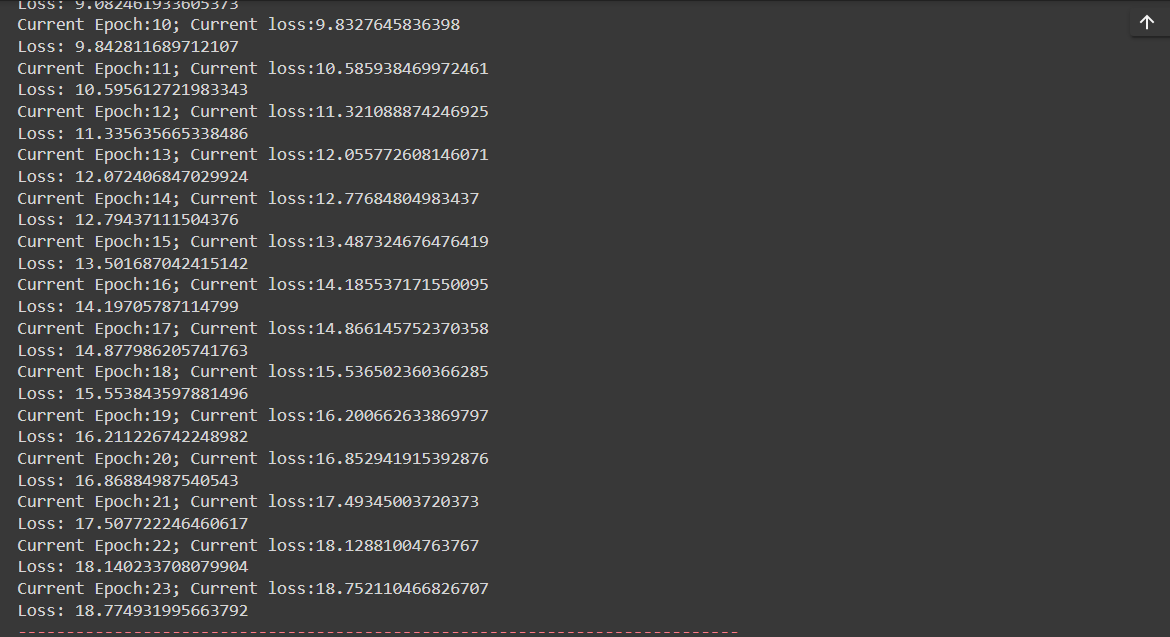 Loss: 9.082461933605373
Current Epoch:10; Current loss:9.8327645836398
Loss: 9.842811689712107
Current Epoch:11; Current loss:10.585938469972461
Loss: 10.595612721983343
Current Epoch:12; Current loss:11.321088874246925
Loss: 11.335635665338486
Current Epoch:13; Current loss:12.055772608146071
Loss: 12.072406847029924
Current Epoch:14; Current loss:12.77684804983437
Loss: 12.79437111504376
Current Epoch:15; Current loss:13.487324676476419
Loss: 13.501687042415142
Current Epoch:16; Current loss:14.185537171550095
Loss: 14.19705787114799
Current Epoch:17; Current loss:14.866145752370358
Loss: 14.877986205741763
Current Epoch:18; Current loss:15.536502360366285
Loss: 15.553843597881496
Current Epoch:19; Current loss:16.200662633869797
Loss: 16.211226742248982
Current Epoch:20; Current loss:16.852941915392876
Loss: 16.86884987540543
Current Epoch:21; Current loss:17.49345003720373
Loss: 17.507722246460617
Current Epoch:22; Current loss:18.12881004763767
Loss: 18.140233708079904
Current Epoch:23; Current loss:18.752110466826707
Loss: 18.774931995663792
---------------------------------------------------------------------------